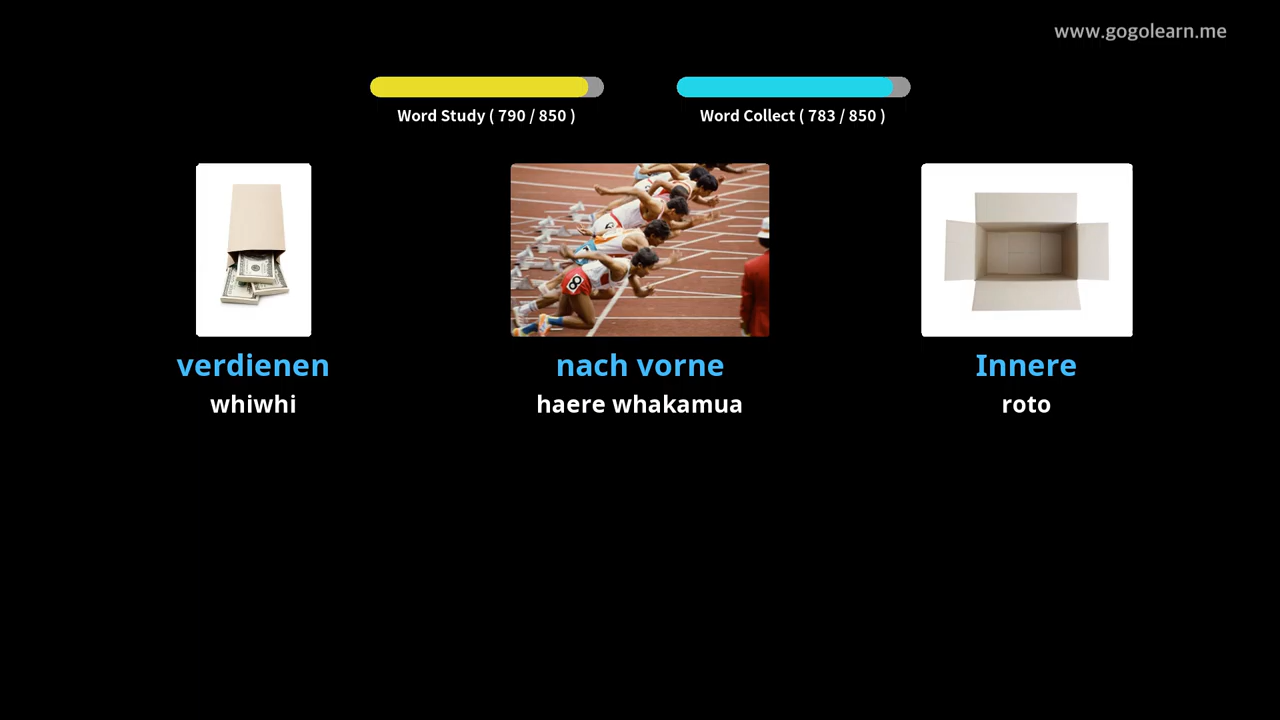 www.gogolearn.me
Word Study ( 790 / 850 )
Word Collect ( 783 / 850 )
verdienen
whiwhi
nach vorne
haere whakamua
Innere
roto